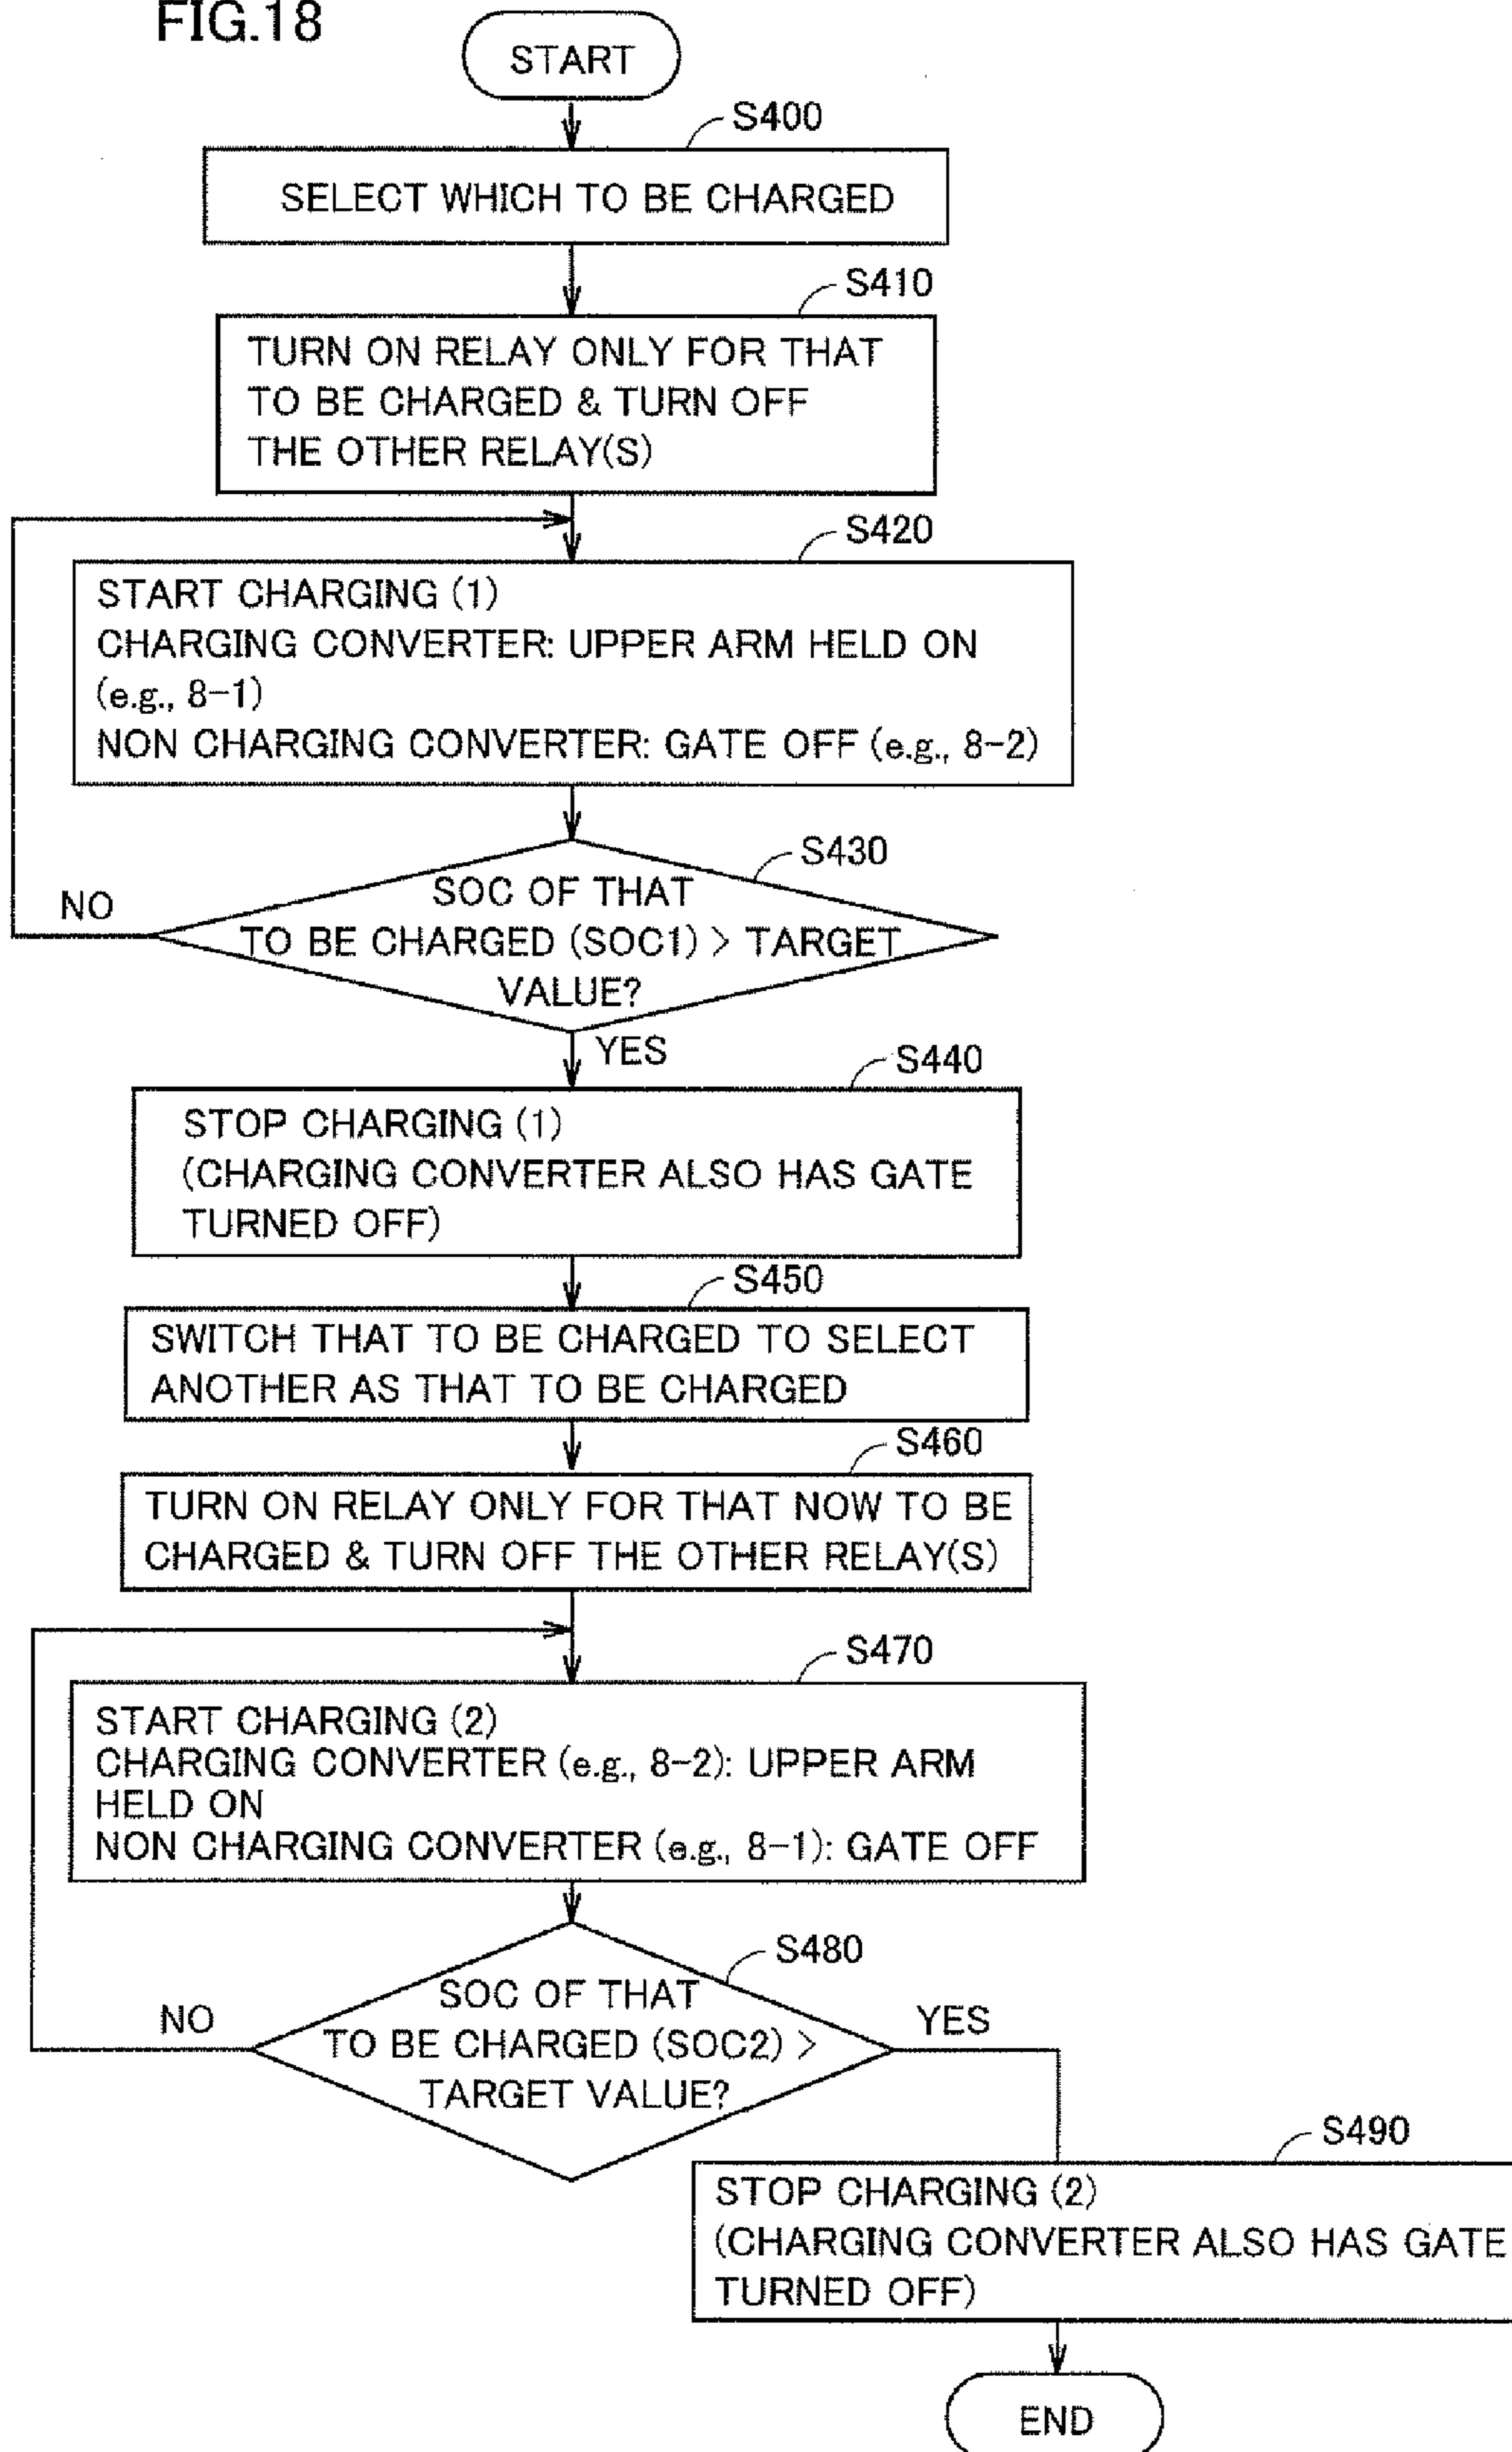 FIG.18
START
S400
SELECT WHICH TO BE CHARGED
S410
TURN ON RELAY ONLY FOR THAT
TO BE CHARGED & TURN OFF
THE OTHER RELAY(S)
S420
START CHARGING (1)
CHARGING CONVERTER: UPPER ARM HELD ON
(e.g., 8-1)
NON CHARGING CONVERTER: GATE OFF (e.g., 8-2)
S430
SOC OF THAT
TO BE CHARGED (SOC1) > TARGET
VALUE?
NO
YES
S440
STOP CHARGING (1)
(CHARGING CONVERTER ALSO HAS GATE
TURNED OFF)
S450
SWITCH THAT TO BE CHARGED TO SELECT
ANOTHER AS THAT TO BE CHARGED
S460
TURN ON RELAY ONLY FOR THAT NOW TO BE
CHARGED & TURN OFF THE OTHER RELAY(S)
S470
START CHARGING (2)
CHARGING CONVERTER (e.g., 8-2): UPPER ARM
HELD ON
NON CHARGING CONVERTER (e.g., 8-1): GATE OFF
S480
SOC OF THAT
TO BE CHARGED (SOC2) >
TARGET VALUE?
NO
YES
S490
STOP CHARGING (2)
(CHARGING CONVERTER ALSO HAS GATE
TURNED OFF)
END